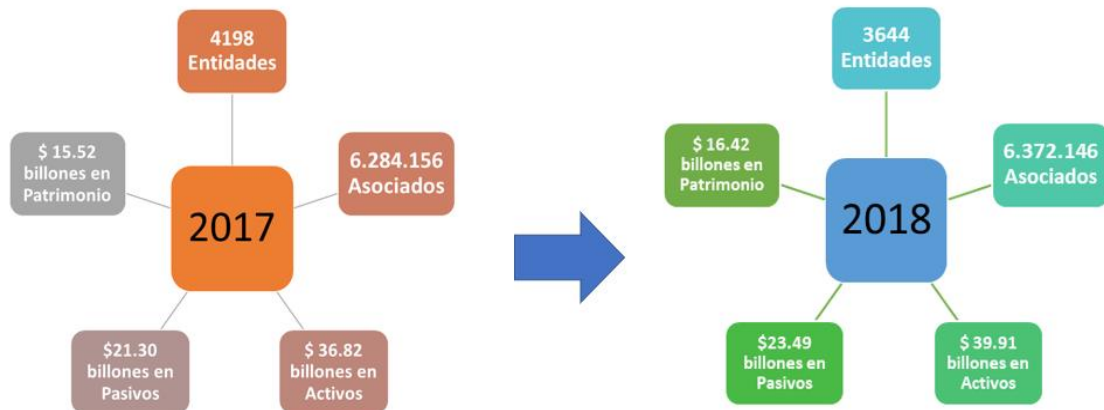 4198
Entidades
$ 15.52
billones en
Patrimonio
6.284.156
Asociados
2017
$21.30
billones en
Pasivos
$ 36.82
billones en
Activos
3644
Entidades
$ 16.42
billones en
Patrimonio
6.372.146
Asociados
2018
$23.49
billones en
Pasivos
$ 39.91
billones en
Activos